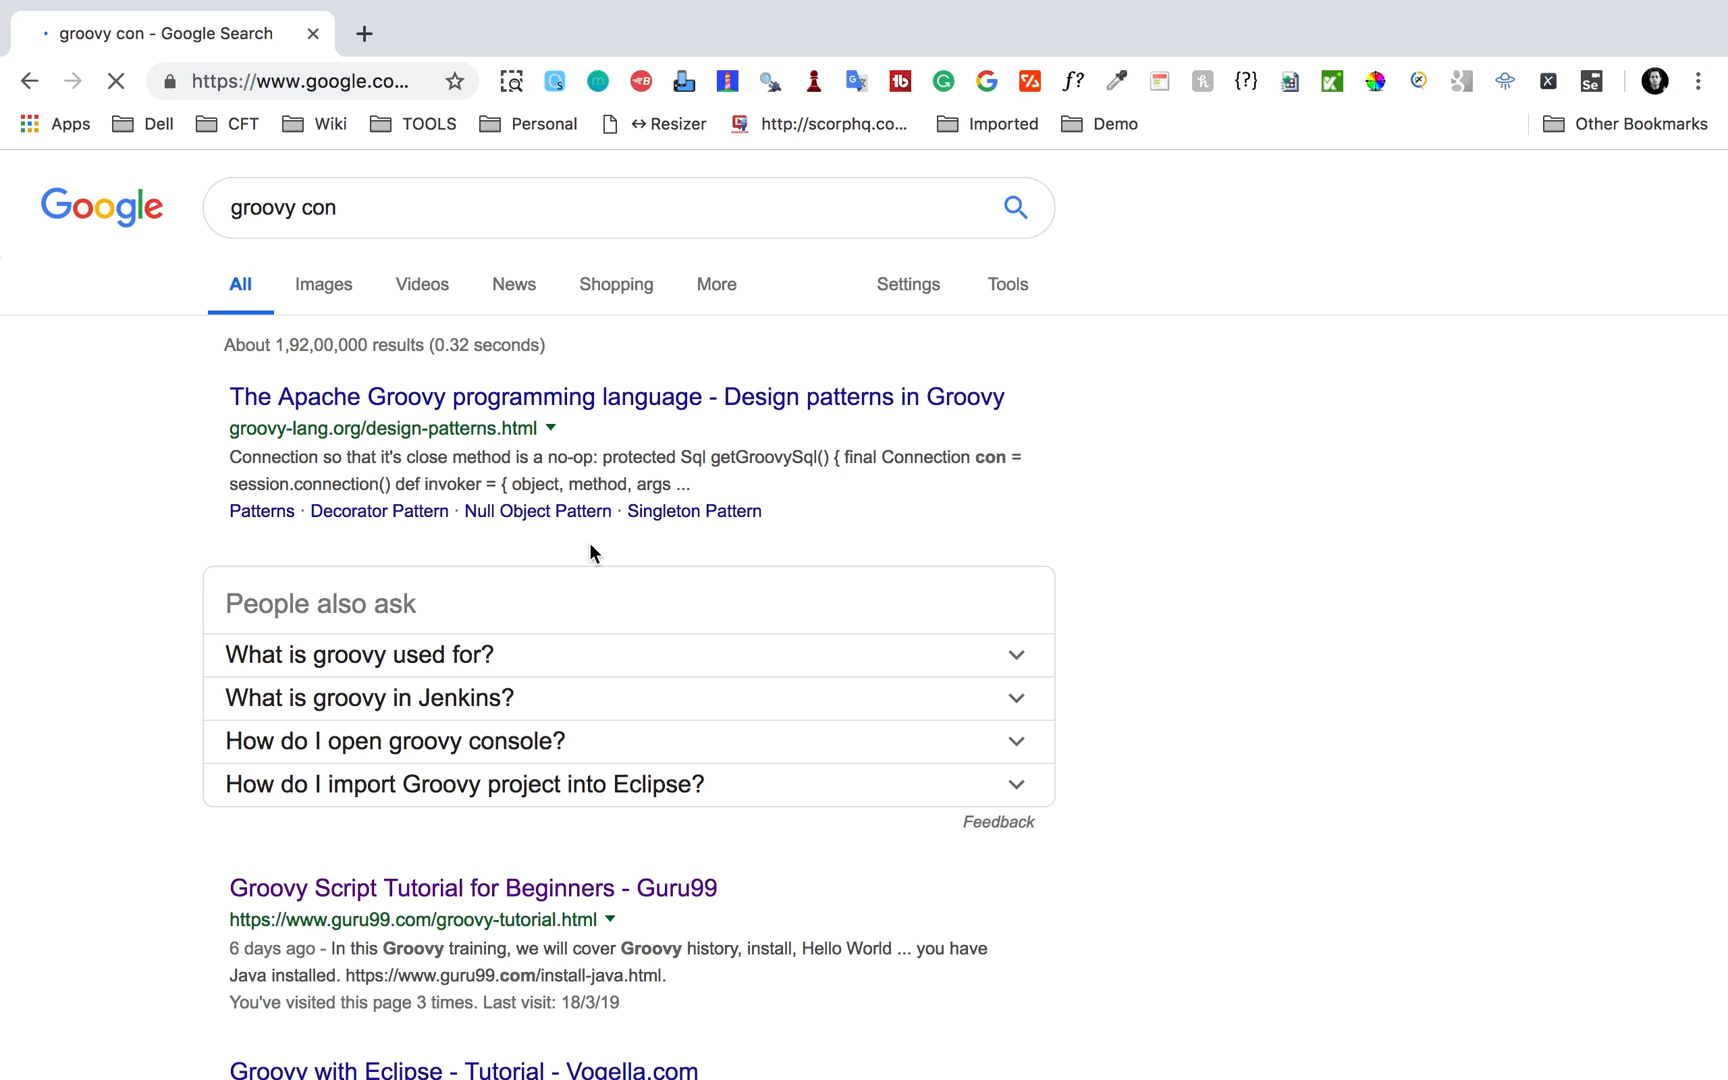 groovy con - Google Search
https://www.google.co...
Apps
Dell
CFT
Wiki
TOOLS
Personal
↔ Resizer
http://scorphq.co...
Imported
Demo
Other Bookmarks
Google
groovy con
All
Images
Videos
News
Shopping
More
Settings
Tools
About 1,92,00,000 results (0.32 seconds)
The Apache Groovy programming language - Design patterns in Groovy
groovy-lang.org/design-patterns.html
Connection so that it's close method is a no-op: protected Sql getGroovySql() { final Connection con =
session.connection() def invoker = { object, method, args ...
Patterns · Decorator Pattern · Null Object Pattern · Singleton Pattern
People also ask
What is groovy used for?
What is groovy in Jenkins?
How do I open groovy console?
How do I import Groovy project into Eclipse?
Feedback
Groovy Script Tutorial for Beginners - Guru99
https://www.guru99.com/groovy-tutorial.html
6 days ago - In this Groovy training, we will cover Groovy history, install, Hello World ... you have
Java installed. https://www.guru99.com/install-java.html.
You've visited this page 3 times. Last visit: 18/3/19
Groovy with Eclipse - Tutorial - Vogella.com